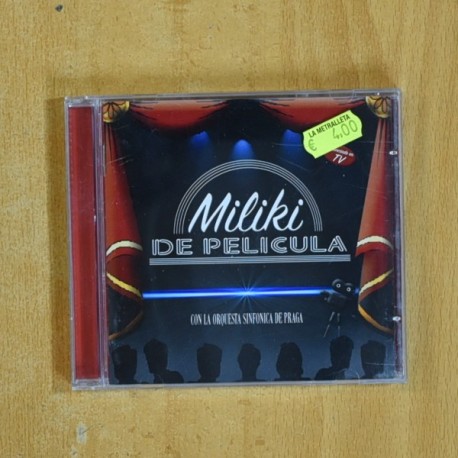 LA METRALLETA
€ 4,00
TV
Miliki
DE PELICULA
CON LA ORQUESTA SINFONICA DE PRAGA